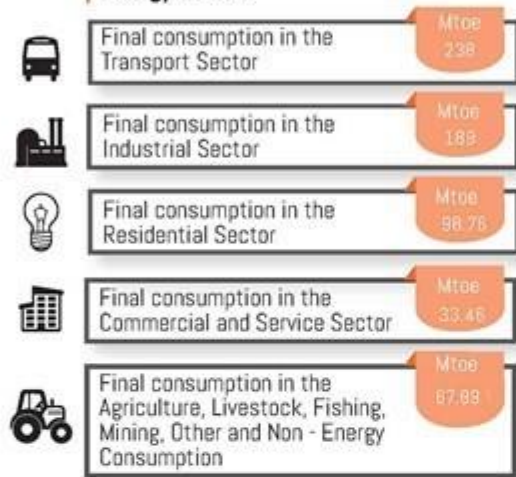 Final consumption in the
Transport Sector
Mtoe
238
Final consumption in the
Industrial Sector
Mtoe
189
Final consumption in the
Residential Sector
Mtoe
98.76
Final consumption in the
Commercial and Service Sector
Mtoe
33.46
Final consumption in the
Agriculture, Livestock, Fishing,
Mining, Other and Non - Energy
Consumption
Mtoe